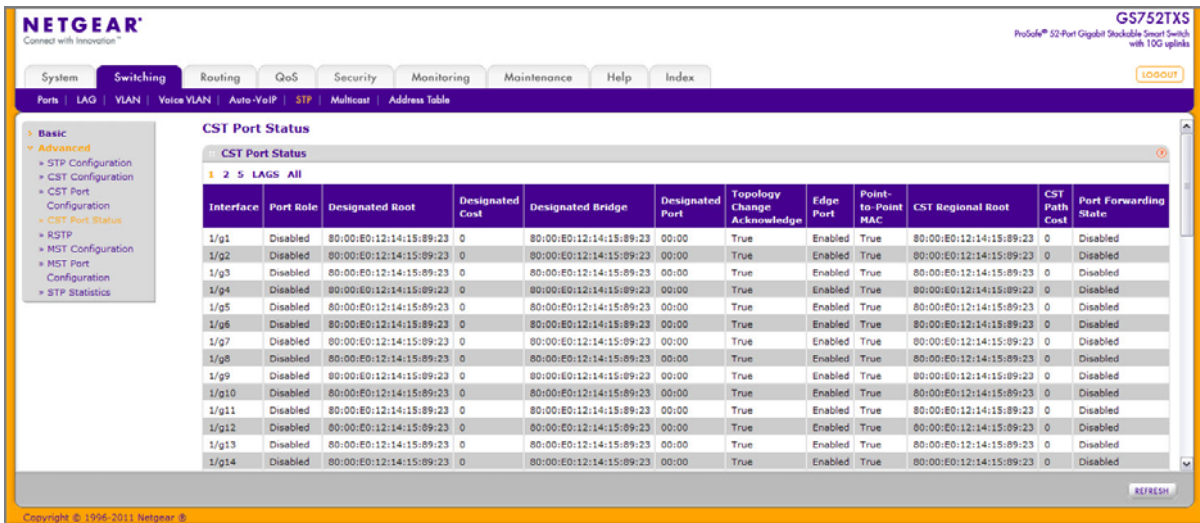 NETGEAR®
Connect with Innovation™
GS752TXS
ProSafe® 52-Port Gigabit Stackable Smart Switch
with 10G uplinks
System Switching Routing QoS Security Monitoring Maintenance Help Index
LOGOUT
Ports | LAG | VLAN | Voice VLAN | Auto-VoIP | STP | Multicast | Address Table
Basic
Advanced
» STP Configuration
» CST Configuration
» CST Port
Configuration
» CST Port Status
» RSTP
» MST Configuration
» MST Port
Configuration
» STP Statistics
CST Port Status
CST Port Status
1 2 5 LAGS All
Interface Port Role Designated Root Designated Cost Designated Bridge Designated Port Topology Change Acknowledge Edge Port Point-to-Point MAC CST Regional Root CST Path Cost Port Forwarding State
1/g1 Disabled 80:00:E0:12:14:15:89:23 0 80:00:E0:12:14:15:89:23 00:00 True Enabled True 80:00:E0:12:14:15:89:23 0 Disabled
1/g2 Disabled 80:00:E0:12:14:15:89:23 0 80:00:E0:12:14:15:89:23 00:00 True Enabled True 80:00:E0:12:14:15:89:23 0 Disabled
1/g3 Disabled 80:00:E0:12:14:15:89:23 0 80:00:E0:12:14:15:89:23 00:00 True Enabled True 80:00:E0:12:14:15:89:23 0 Disabled
1/g4 Disabled 80:00:E0:12:14:15:89:23 0 80:00:E0:12:14:15:89:23 00:00 True Enabled True 80:00:E0:12:14:15:89:23 0 Disabled
1/g5 Disabled 80:00:E0:12:14:15:89:23 0 80:00:E0:12:14:15:89:23 00:00 True Enabled True 80:00:E0:12:14:15:89:23 0 Disabled
1/g6 Disabled 80:00:E0:12:14:15:89:23 0 80:00:E0:12:14:15:89:23 00:00 True Enabled True 80:00:E0:12:14:15:89:23 0 Disabled
1/g7 Disabled 80:00:E0:12:14:15:89:23 0 80:00:E0:12:14:15:89:23 00:00 True Enabled True 80:00:E0:12:14:15:89:23 0 Disabled
1/g8 Disabled 80:00:E0:12:14:15:89:23 0 80:00:E0:12:14:15:89:23 00:00 True Enabled True 80:00:E0:12:14:15:89:23 0 Disabled
1/g9 Disabled 80:00:E0:12:14:15:89:23 0 80:00:E0:12:14:15:89:23 00:00 True Enabled True 80:00:E0:12:14:15:89:23 0 Disabled
1/g10 Disabled 80:00:E0:12:14:15:89:23 0 80:00:E0:12:14:15:89:23 00:00 True Enabled True 80:00:E0:12:14:15:89:23 0 Disabled
1/g11 Disabled 80:00:E0:12:14:15:89:23 0 80:00:E0:12:14:15:89:23 00:00 True Enabled True 80:00:E0:12:14:15:89:23 0 Disabled
1/g12 Disabled 80:00:E0:12:14:15:89:23 0 80:00:E0:12:14:15:89:23 00:00 True Enabled True 80:00:E0:12:14:15:89:23 0 Disabled
1/g13 Disabled 80:00:E0:12:14:15:89:23 0 80:00:E0:12:14:15:89:23 00:00 True Enabled True 80:00:E0:12:14:15:89:23 0 Disabled
1/g14 Disabled 80:00:E0:12:14:15:89:23 0 80:00:E0:12:14:15:89:23 00:00 True Enabled True 80:00:E0:12:14:15:89:23 0 Disabled
REFRESH
Copyright © 1996-2011 Netgear ®